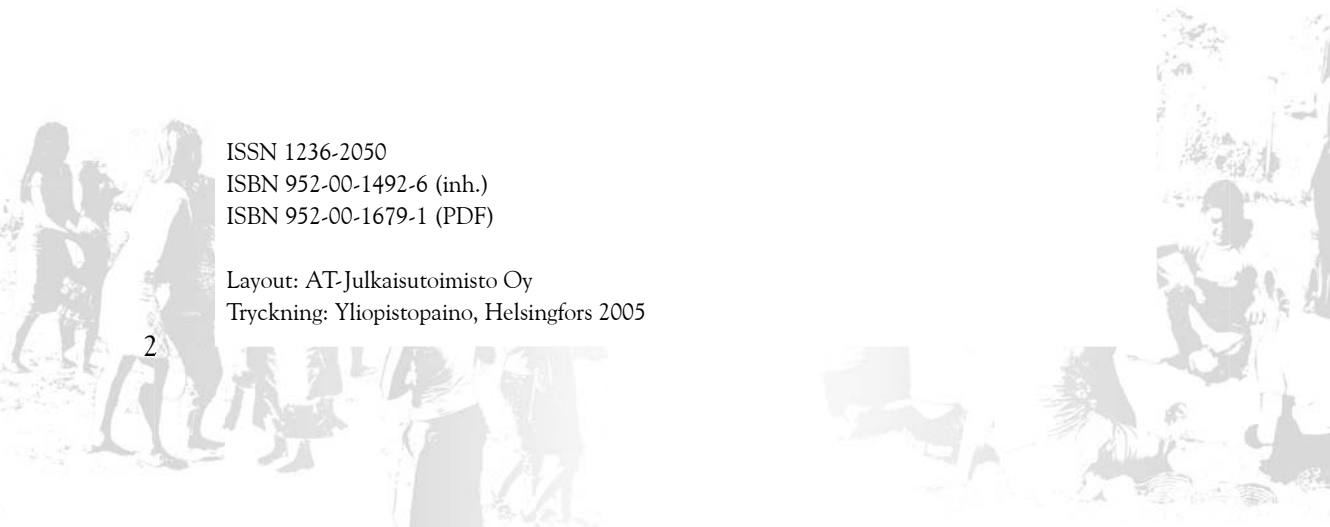 ISSN 1236-2050
ISBN 952-00-1492-6 (inh.)
ISBN 952-00-1679-1 (PDF)
Layout: AT-Julkaisutoimisto Oy
Tryckning: Yliopistopaino, Helsingfors 2005
2